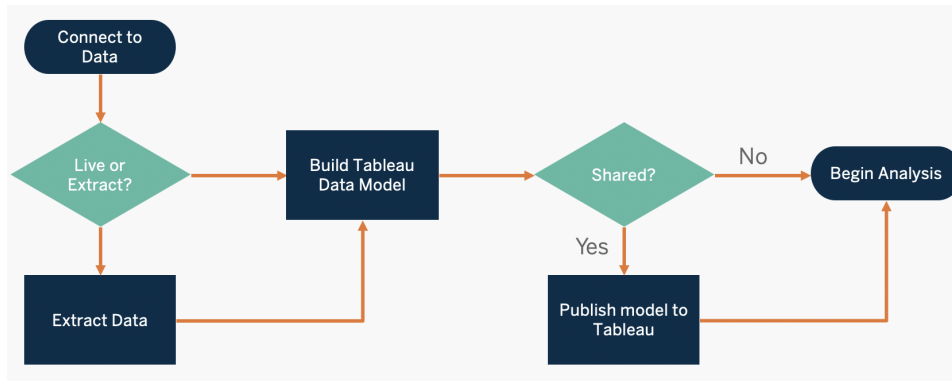 Connect to
Data
Live or
Extract?
Build Tableau
Data Model
Shared?
No
Begin Analysis
Yes
Extract Data
Publish model to
Tableau